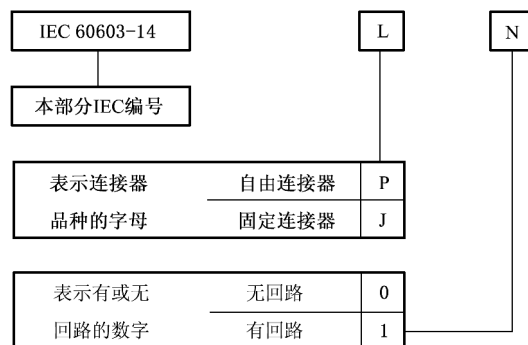 IEC 60603-14 L N
本部分IEC编号
表示连接器 自由连接器 P
品种的字母 固定连接器 J
表示有或无 无回路 0
回路的数字 有回路 1